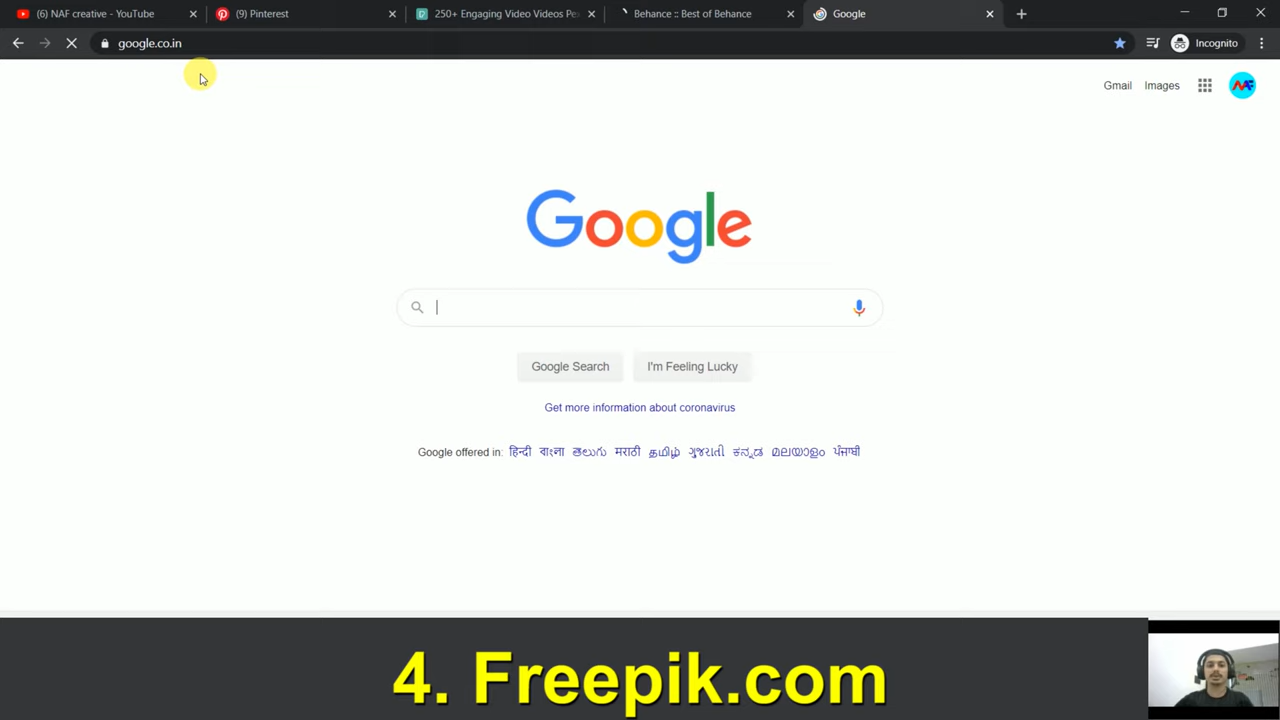 (6) NAF creative - YouTube
(9) Pinterest
250+ Engaging Video Videos Pe
Behance :: Best of Behance
Google
google.co.in
Incognito
Gmail
Images
NAF
Google
Google Search
I'm Feeling Lucky
Get more information about coronavirus
Google offered in: हिन्दी বাংলা తెలుగు मराठी தமிழ் ગુજરાતી ಕನ್ನಡ മലയാളം ਪੰਜਾਬੀ
4. Freepik.com